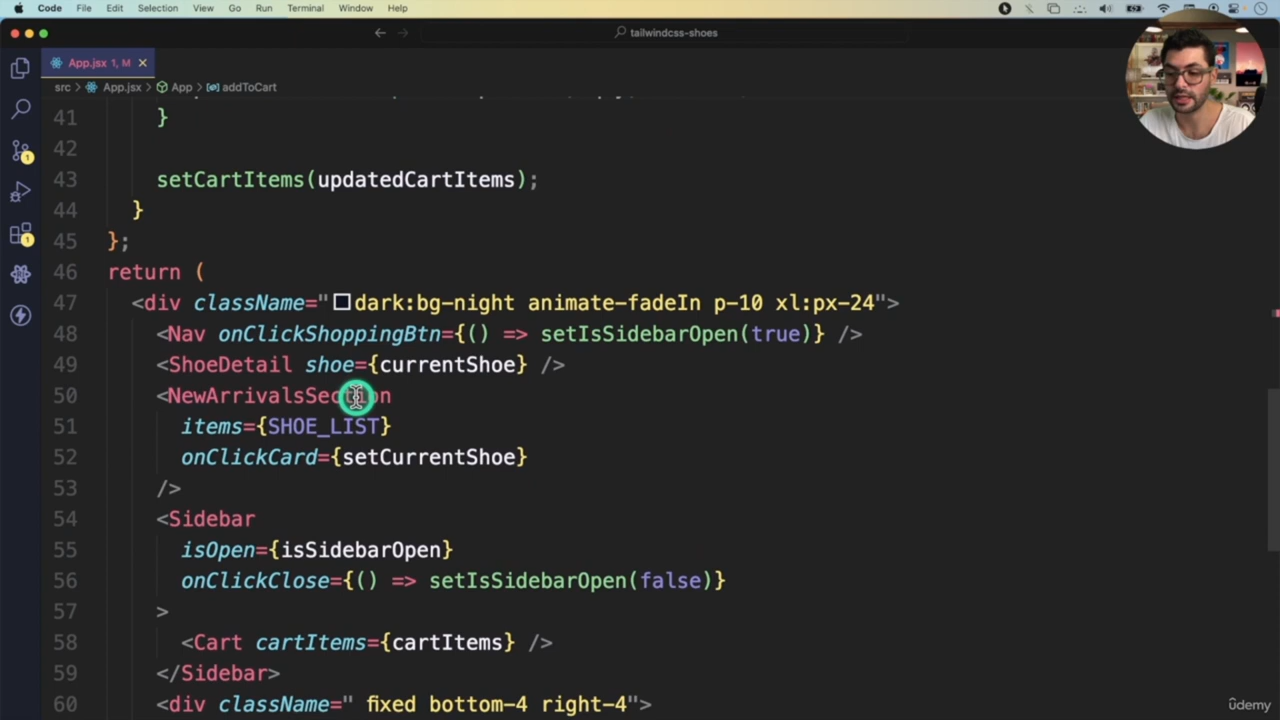 Code File Edit Selection View Go Run Terminal Window Help
tailwindcss-shoes
App.jsx 1, M
src > App.jsx > App > addToCart
41 }
42
43 setCartItems(updatedCartItems);
44 }
45 };
46 return (
47 <div className="dark:bg-night animate-fadeIn p-10 xl:px-24">
48 <Nav onClickShoppingBtn={() => setIsSidebarOpen(true)} />
49 <ShoeDetail shoe={currentShoe} />
50 <NewArrivalsSection
51 items={SHOE_LIST}
52 onClickCard={setCurrentShoe}
53 />
54 <Sidebar
55 isOpen={isSidebarOpen}
56 onClickClose={() => setIsSidebarOpen(false)}
57 >
58 <Cart cartItems={cartItems} />
59 </Sidebar>
60 <div className=" fixed bottom-4 right-4">
1
1
ûdemy